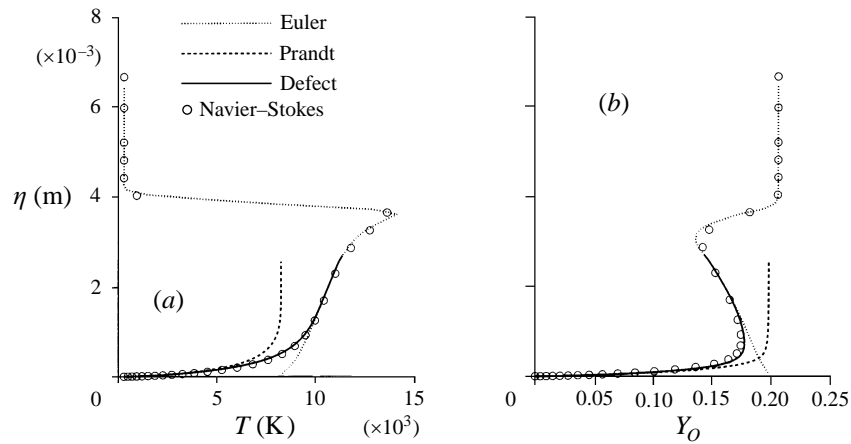 8
(×10⁻³)
6
η (m)
4
2
0
Euler
Prandt
Defect
Navier–Stokes
(a)
5
10
15
T (K)
(×10³)
(b)
0
0.05
0.10
0.15
0.20
0.25
Y_O